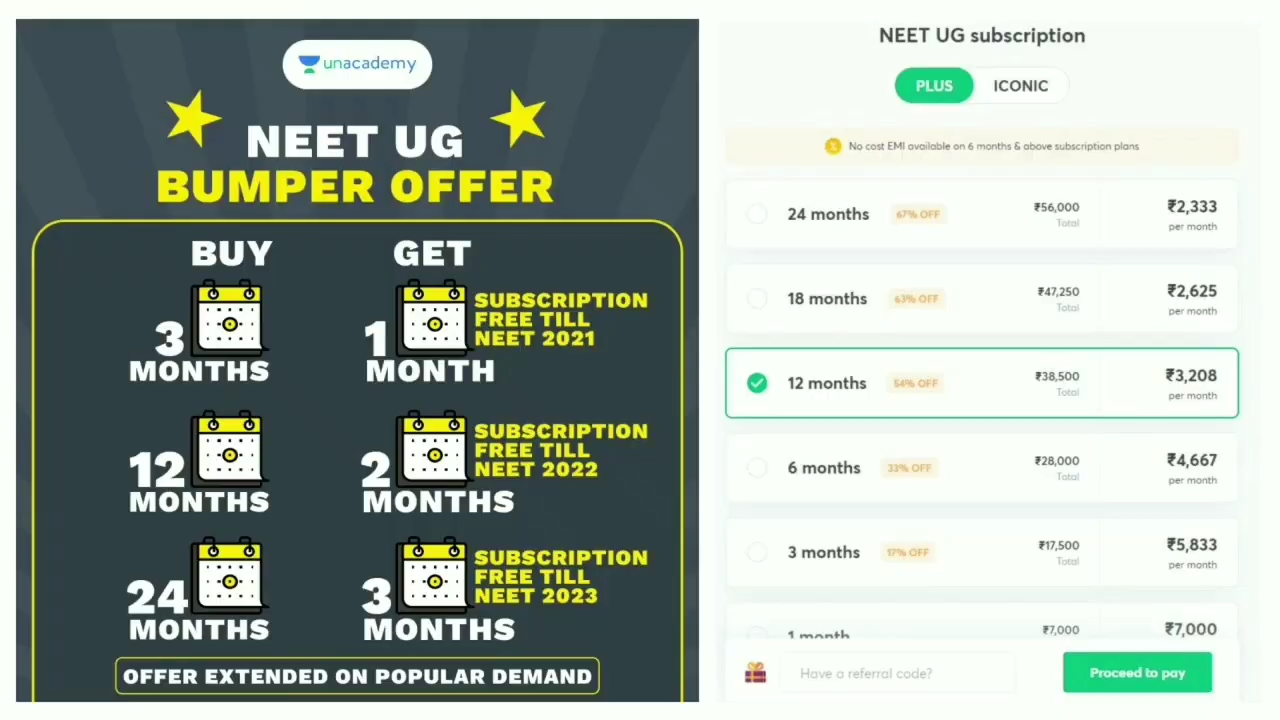 unacademy
NEET UG
BUMPER OFFER
BUY GET
3 MONTHS
1 MONTH
SUBSCRIPTION
FREE TILL
NEET 2021
12 MONTHS
2 MONTHS
SUBSCRIPTION
FREE TILL
NEET 2022
24 MONTHS
3 MONTHS
SUBSCRIPTION
FREE TILL
NEET 2023
OFFER EXTENDED ON POPULAR DEMAND
NEET UG subscription
PLUS ICONIC
No cost EMI available on 6 months & above subscription plans
24 months 67% OFF ₹56,000 ₹2,333
Total per month
18 months 63% OFF ₹47,250 ₹2,625
Total per month
12 months 54% OFF ₹38,500 ₹3,208
Total per month
6 months 33% OFF ₹28,000 ₹4,667
Total per month
3 months 17% OFF ₹17,500 ₹5,833
Total per month
1 month ₹7,000 ₹7,000
Have a referral code? Proceed to pay